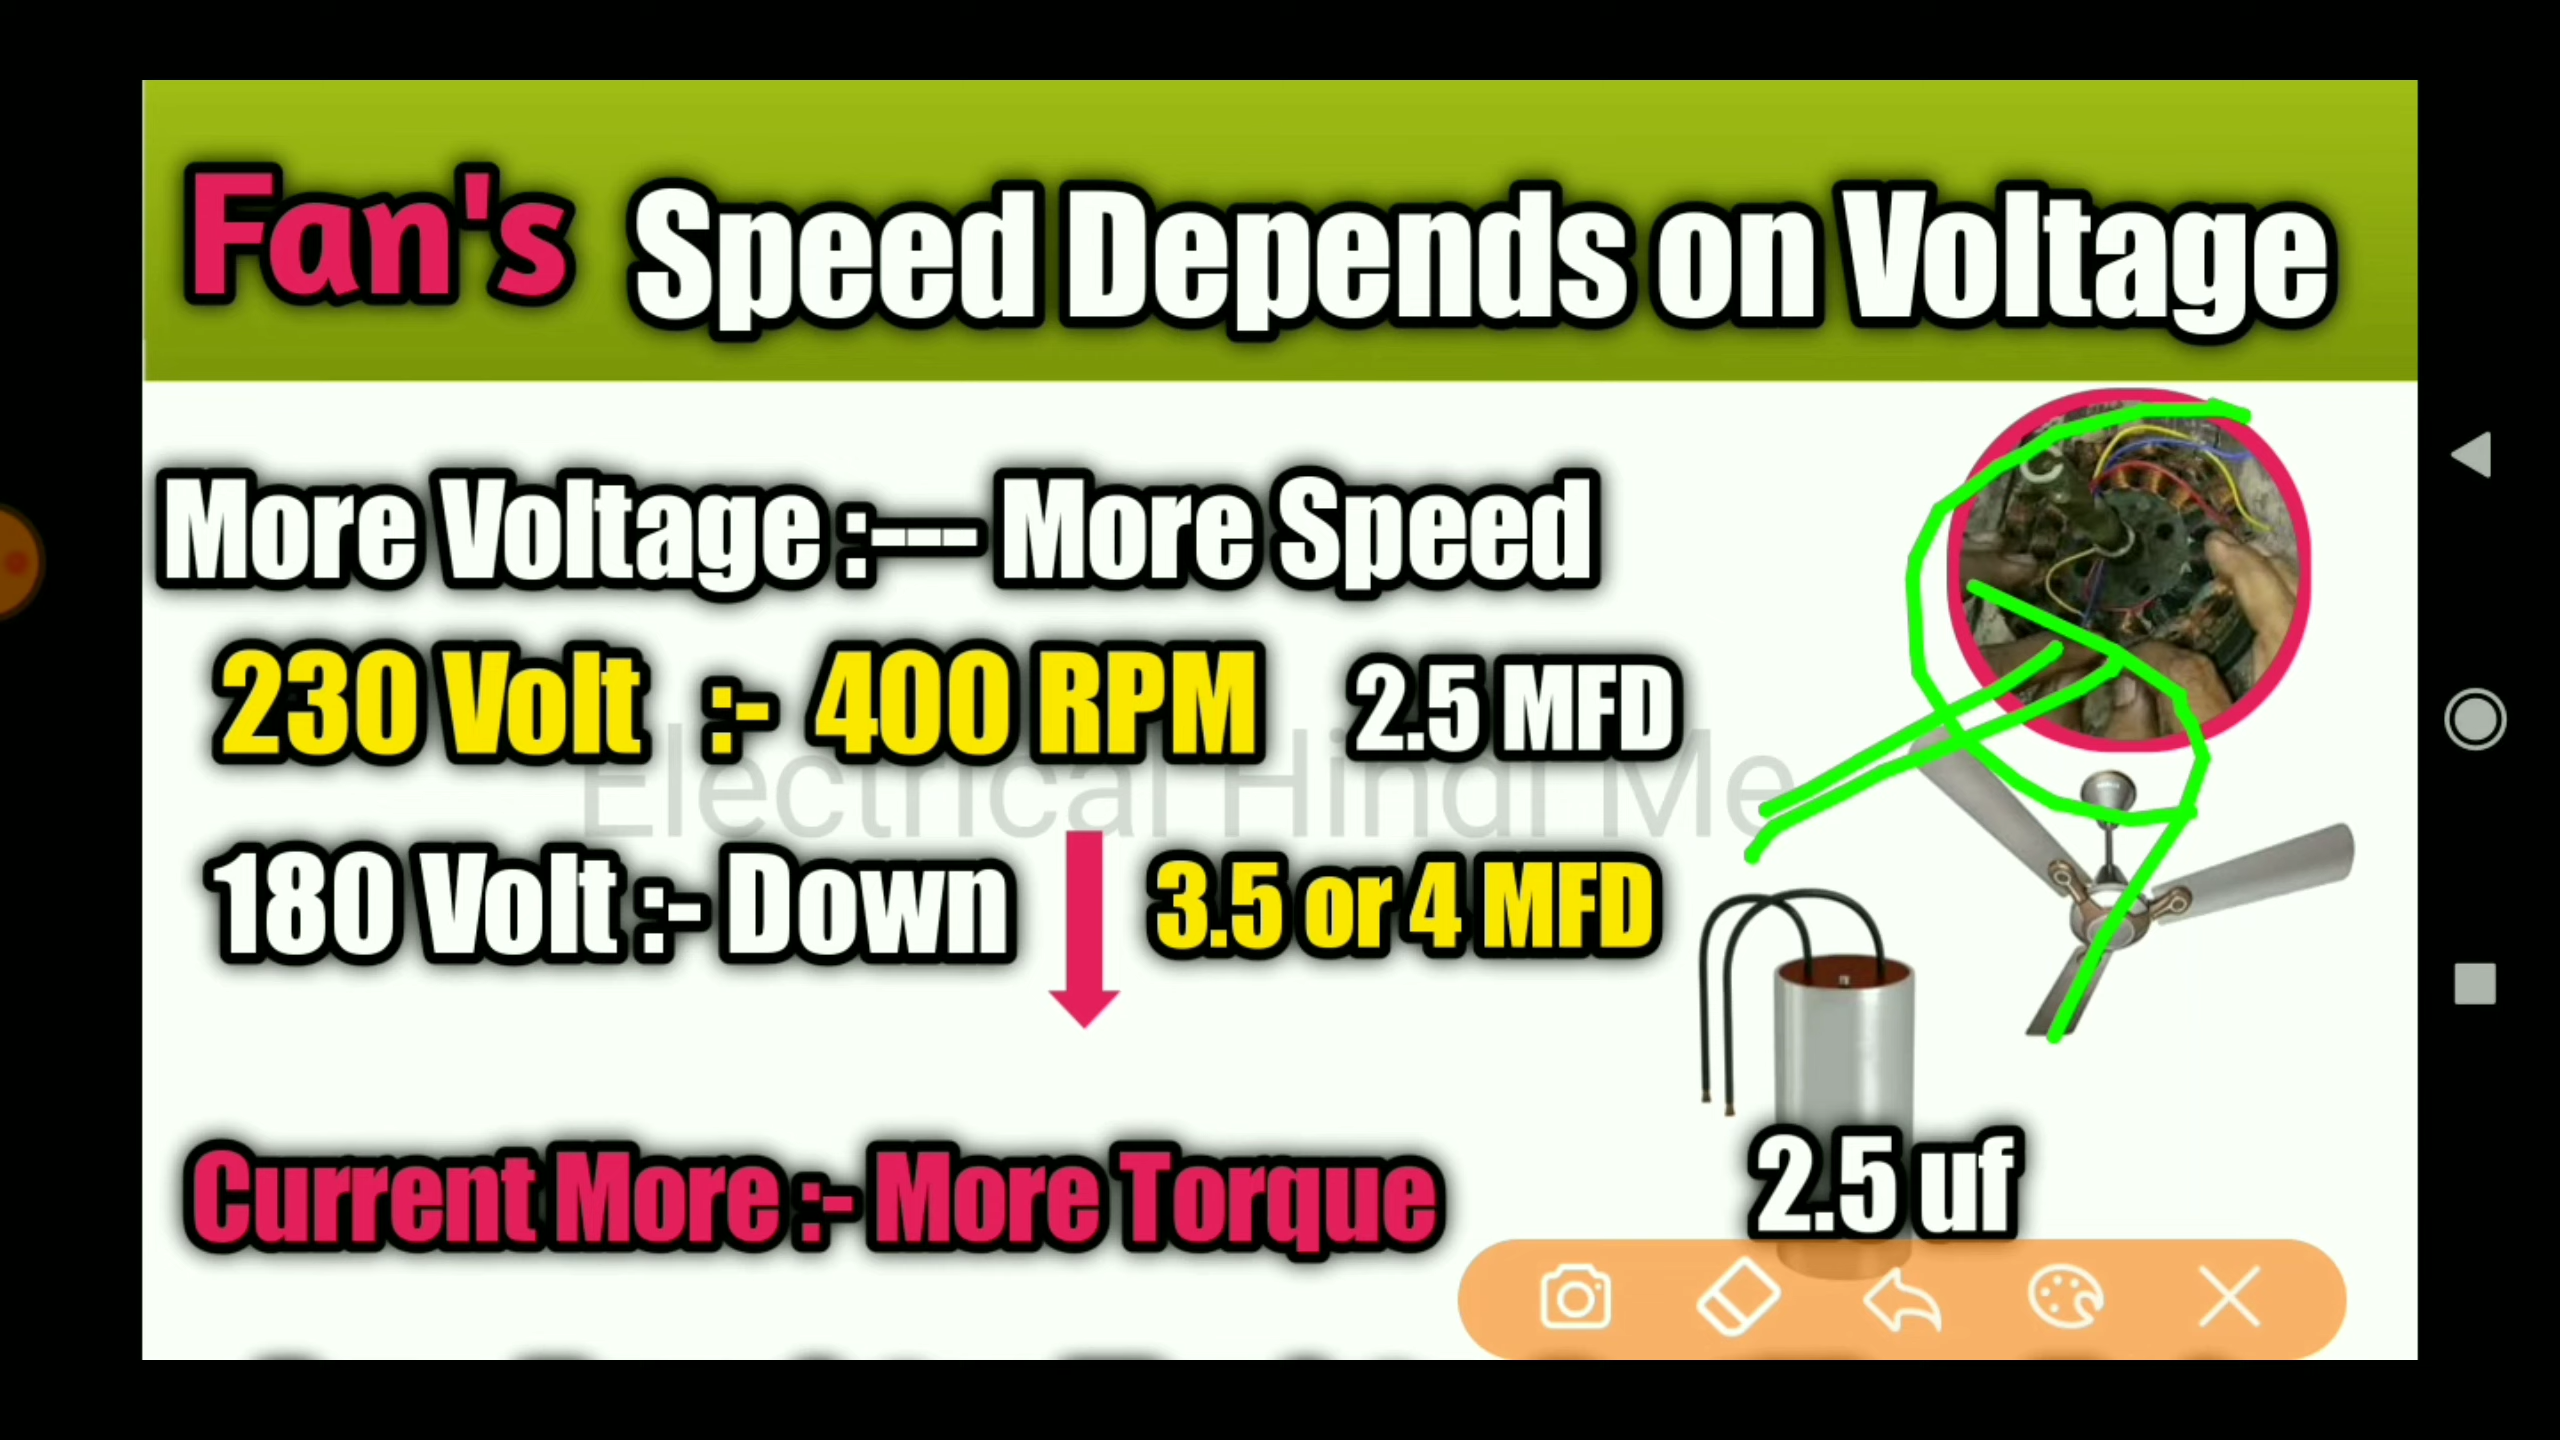 Fan's Speed Depends on Voltage
More Voltage :--- More Speed
230 Volt :- 400 RPM 2.5 MFD
Electrical Hindi Me
180 Volt :- Down 3.5 or 4 MFD
Current More :- More Torque
2.5 uf